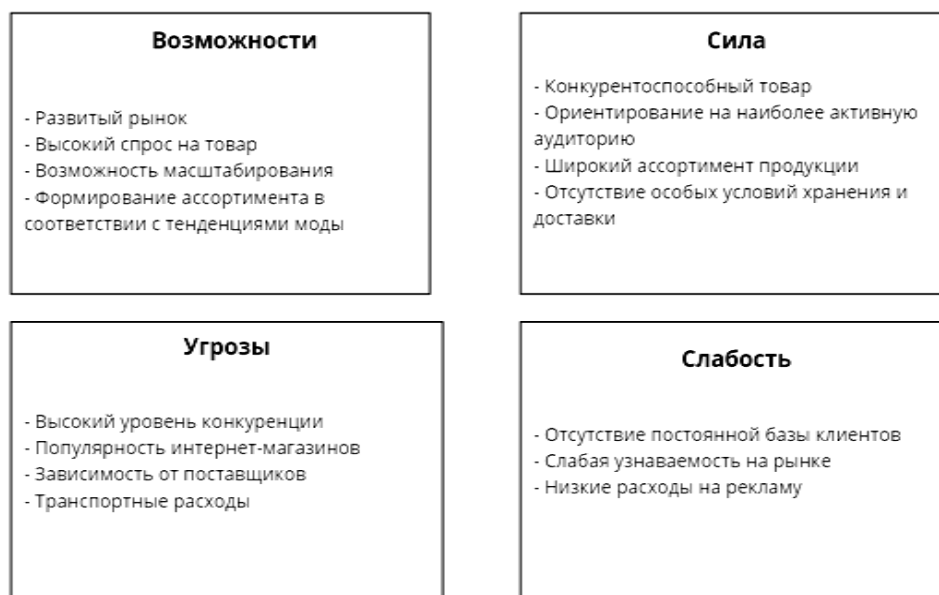 Возможности
- Развитый рынок
- Высокий спрос на товар
- Возможность масштабирования
- Формирование ассортимента в
соответствии с тенденциями моды
Сила
- Конкурентоспособный товар
- Ориентирование на наиболее активную
аудиторию
- Широкий ассортимент продукции
- Отсутствие особых условий хранения и
доставки
Угрозы
- Высокий уровень конкуренции
- Популярность интернет-магазинов
- Зависимость от поставщиков
- Транспортные расходы
Слабость
- Отсутствие постоянной базы клиентов
- Слабая узнаваемость на рынке
- Низкие расходы на рекламу